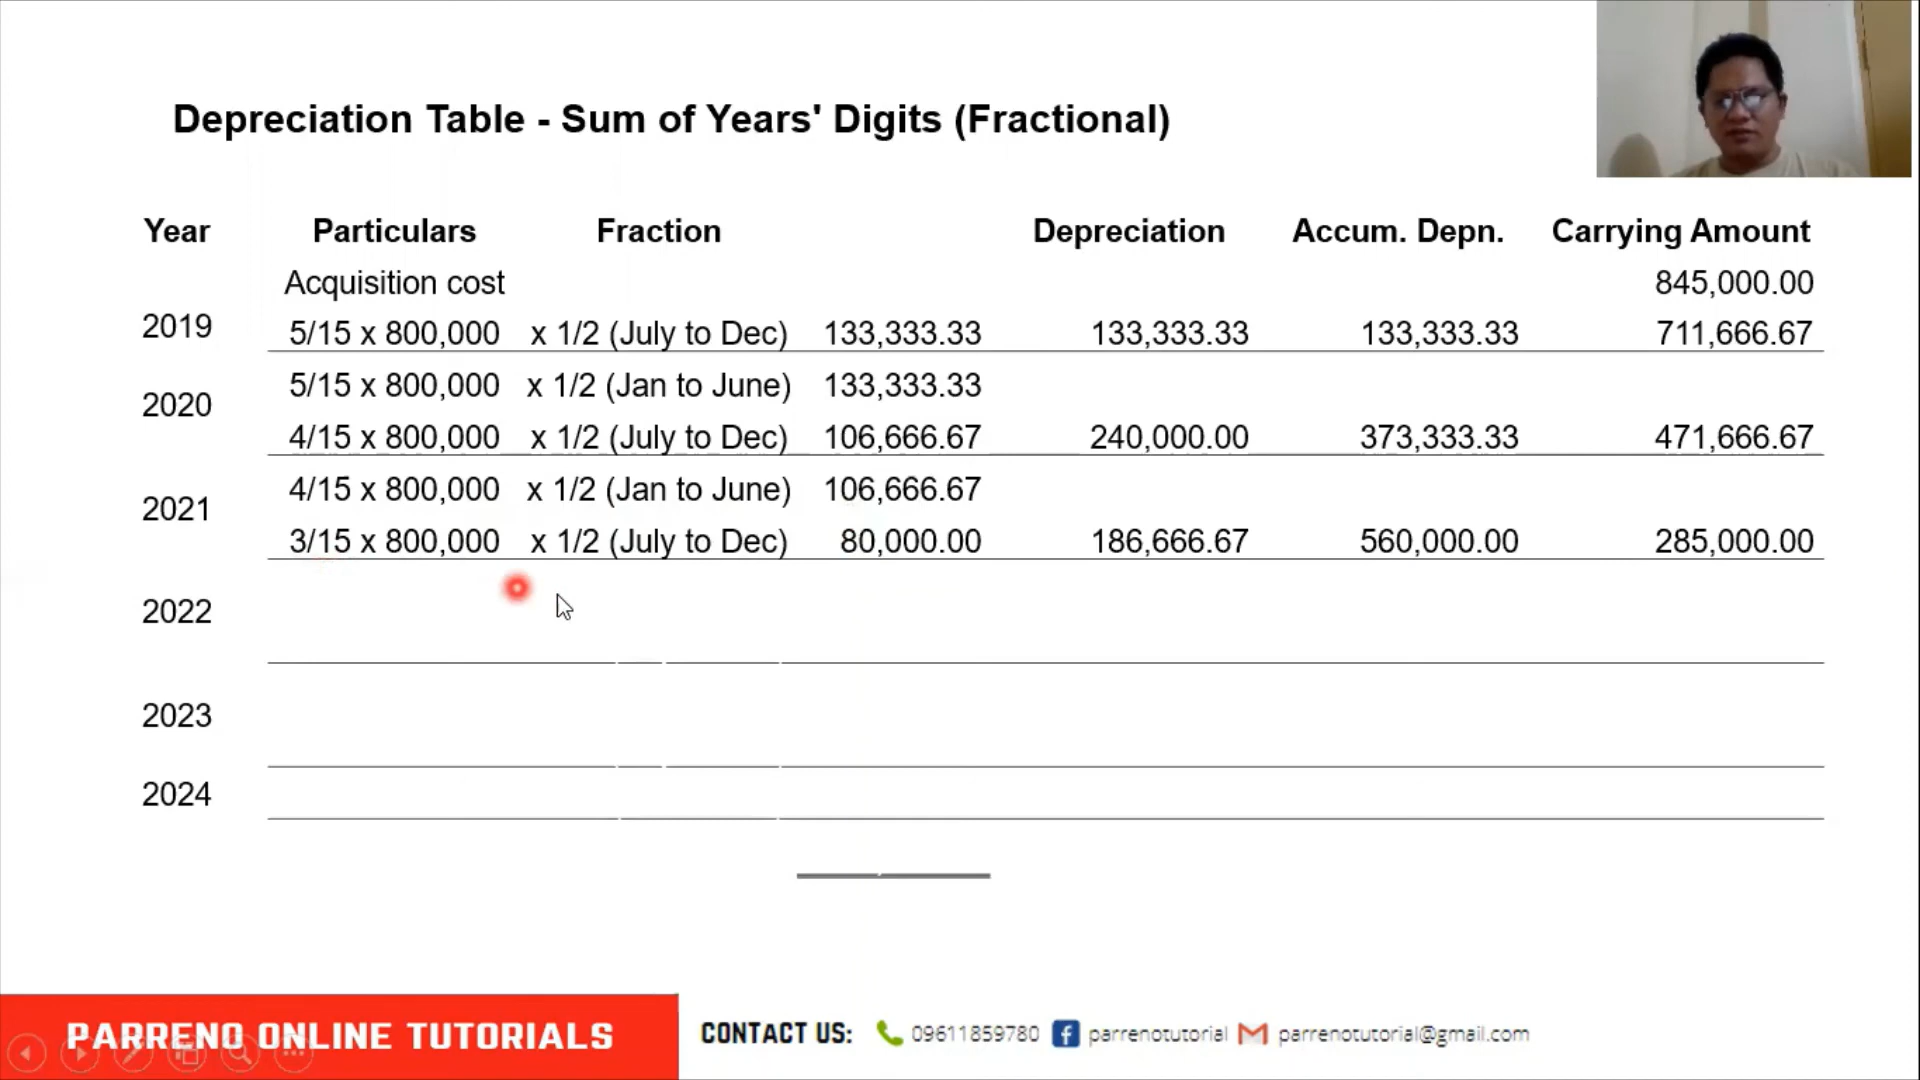 Depreciation Table - Sum of Years' Digits (Fractional)
Year Particulars Fraction Depreciation Accum. Depn. Carrying Amount
Acquisition cost 845,000.00
2019 5/15 x 800,000 x 1/2 (July to Dec) 133,333.33 133,333.33 133,333.33 711,666.67
5/15 x 800,000 x 1/2 (Jan to June) 133,333.33
2020
4/15 x 800,000 x 1/2 (July to Dec) 106,666.67 240,000.00 373,333.33 471,666.67
4/15 x 800,000 x 1/2 (Jan to June) 106,666.67
2021
3/15 x 800,000 x 1/2 (July to Dec) 80,000.00 186,666.67 560,000.00 285,000.00
2022
2023
2024
PARRENO ONLINE TUTORIALS CONTACT US: 09611859780 parrenotutorial parrenotutorial@gmail.com